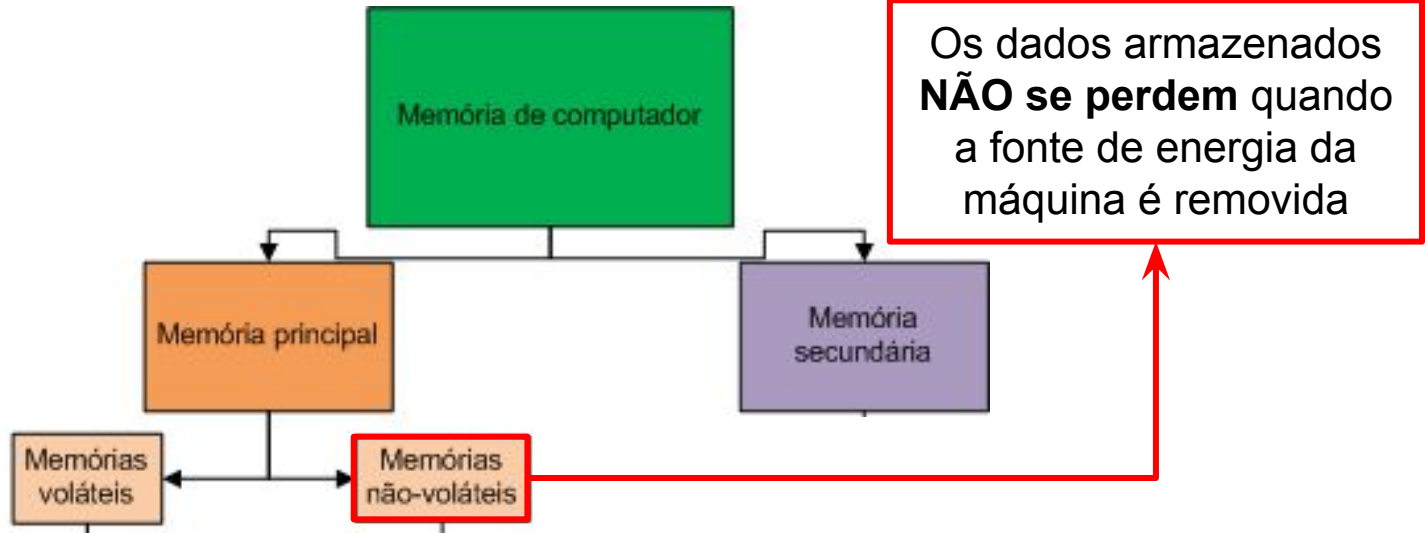 Os dados armazenados
NÃO se perdem quando
a fonte de energia da
máquina é removida
Memória de computador
Memória principal
Memória
secundária
Memórias
voláteis
Memórias
não-voláteis